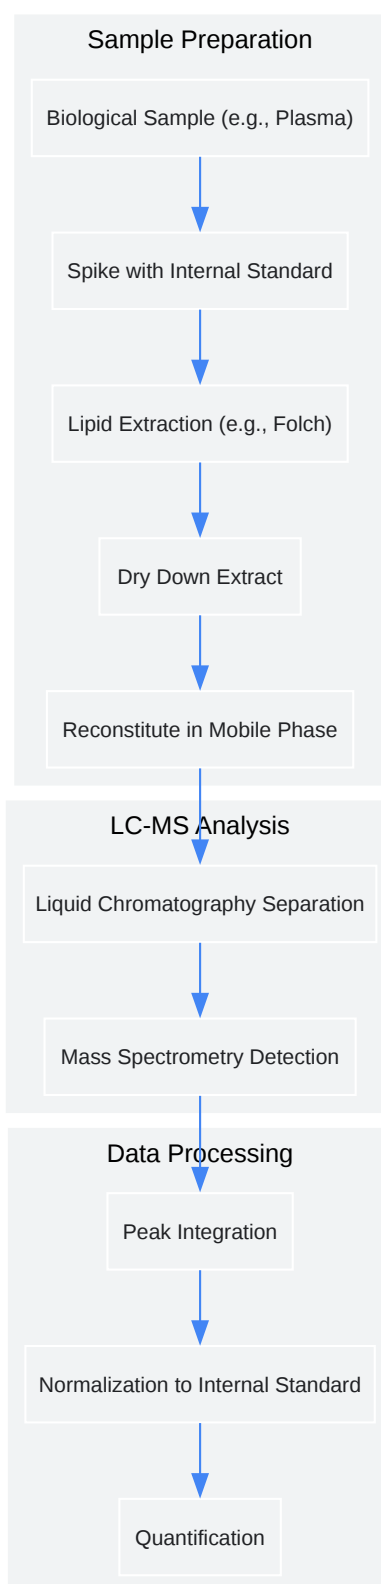 Sample Preparation
Biological Sample (e.g., Plasma)
Spike with Internal Standard
Lipid Extraction (e.g., Folch)
Dry Down Extract
Reconstitute in Mobile Phase
LC-MS Analysis
Liquid Chromatography Separation
Mass Spectrometry Detection
Data Processing
Peak Integration
Normalization to Internal Standard
Quantification